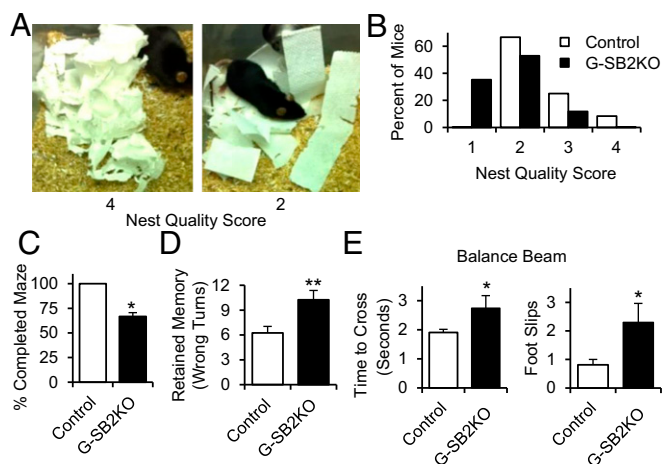 A
4
2
Nest Quality Score
B
Percent of Mice
60
40
20
0
Control
G-SB2KO
1 2 3 4
Nest Quality Score
C
% Completed Maze
100
75
50
25
0
*
Control
G-SB2KO
D
Retained Memory
(Wrong Turns)
12
9
6
3
0
**
Control
G-SB2KO
E
Balance Beam
Time to Cross
(Seconds)
3
2
1
0
*
Control
G-SB2KO
Foot Slips
3
2
1
0
*
Control
G-SB2KO